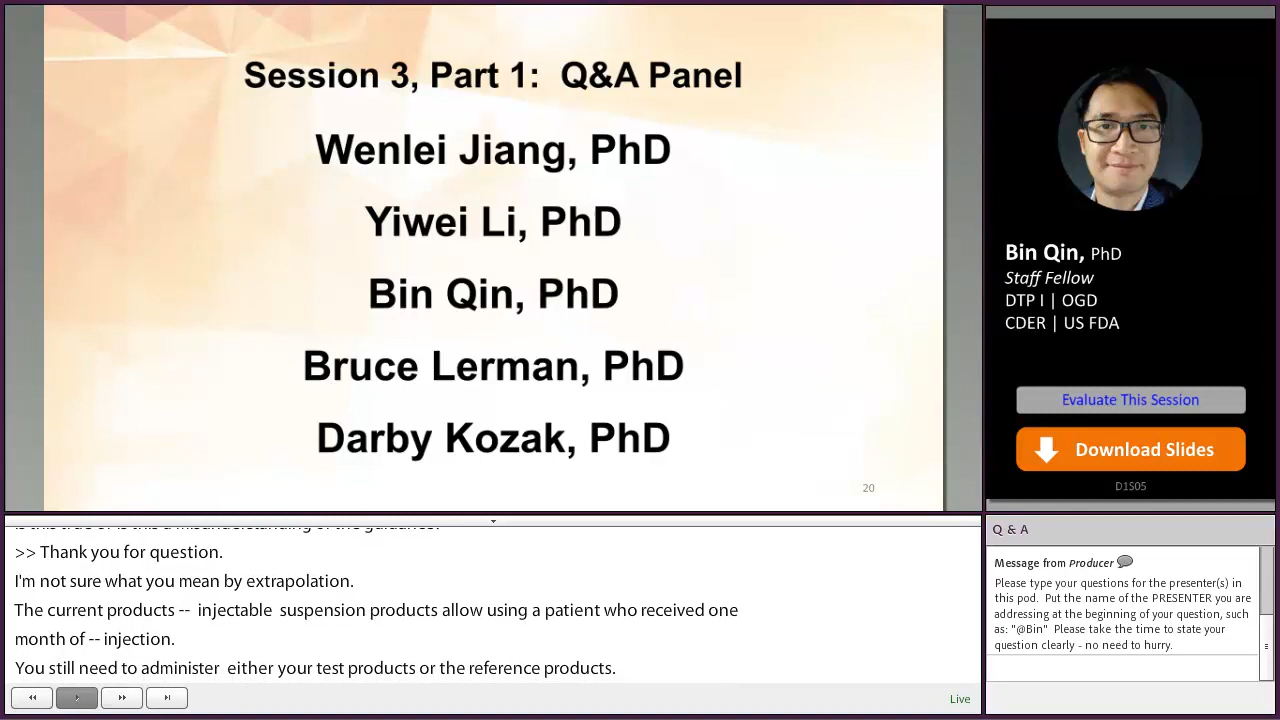 Session 3, Part 1: Q&A Panel
Wenlei Jiang, PhD
Yiwei Li, PhD
Bin Qin, PhD
Bruce Lerman, PhD
Darby Kozak, PhD
20
Bin Qin, PhD
Staff Fellow
DTP I | OGD
CDER | US FDA
Evaluate This Session
Download Slides
D1S05
>> Thank you for question.
I'm not sure what you mean by extrapolation.
The current products -- injectable suspension products allow using a patient who received one
month of -- injection.
You still need to administer either your test products or the reference products.
Live
Q & A
Message from Producer
Please type your questions for the presenter(s) in
this pod. Put the name of the PRESENTER you are
addressing at the beginning of your question, such
as: "@Bin" Please take the time to state your
question clearly - no need to hurry.